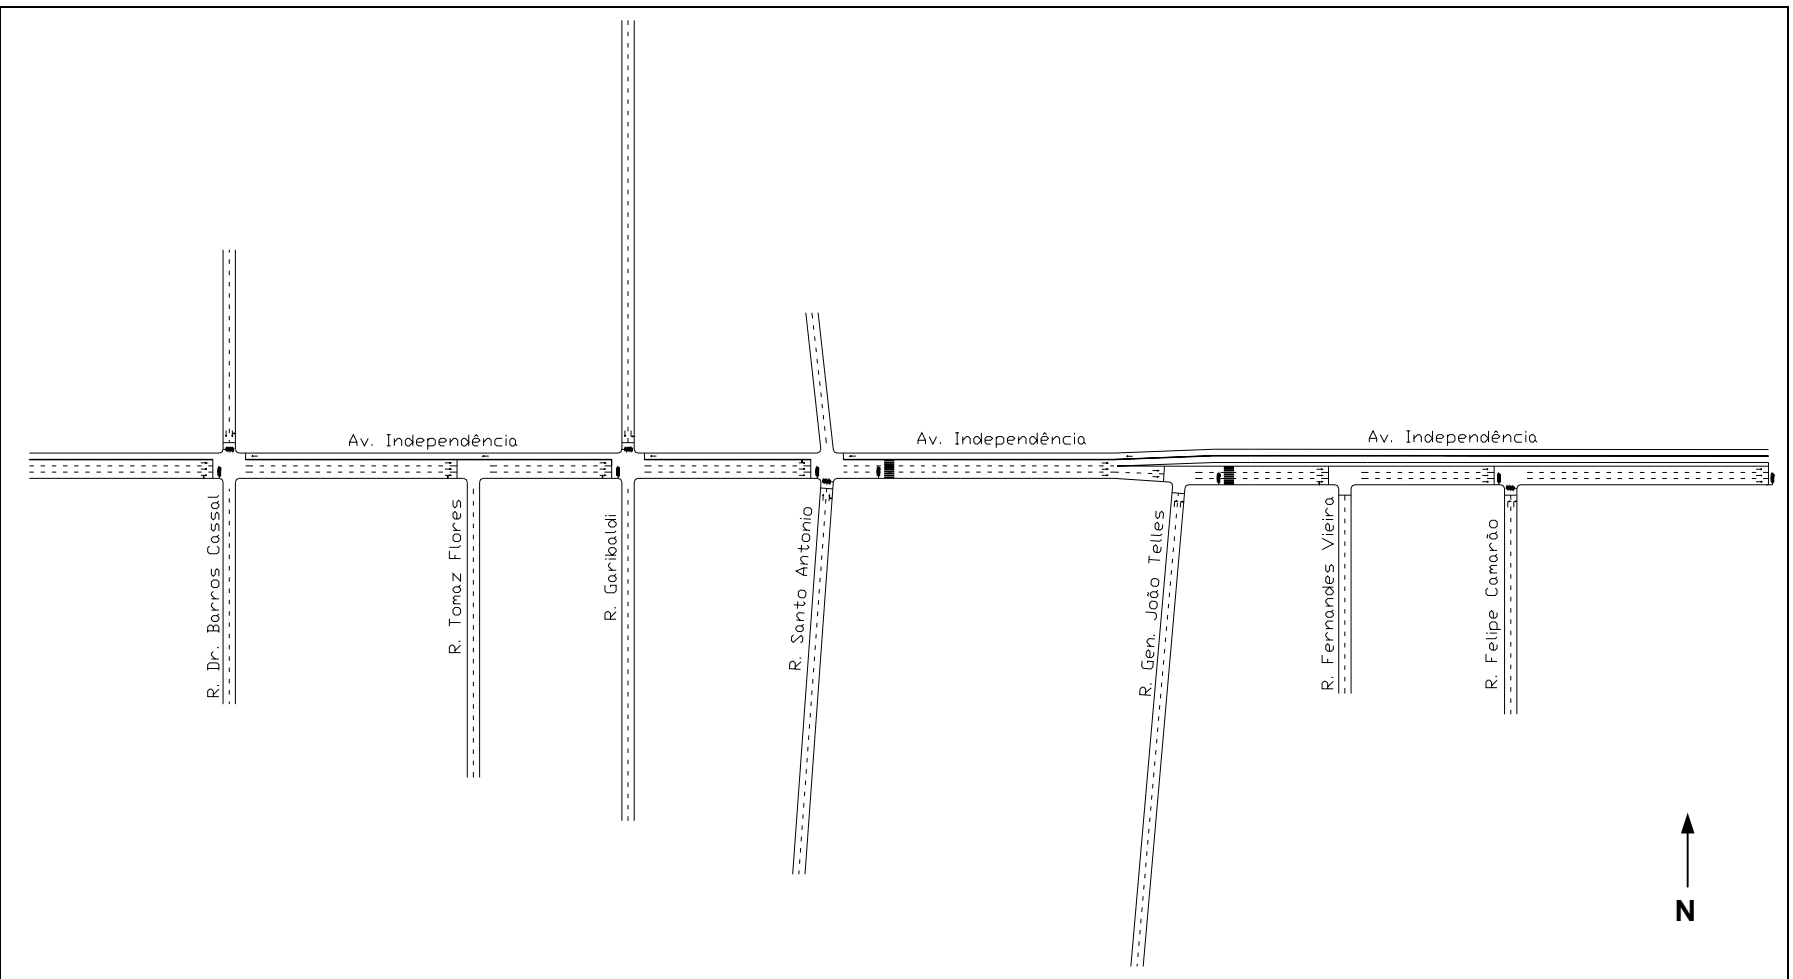 Av. Independência
Av. Independência
Av. Independência
R. Dr. Barros Cassal
R. Tomaz Flores
R. Garibaldi
R. Santo Antonio
R. Gen. João Telles
R. Fernandes Vieira
R. Felipe Camarão
N